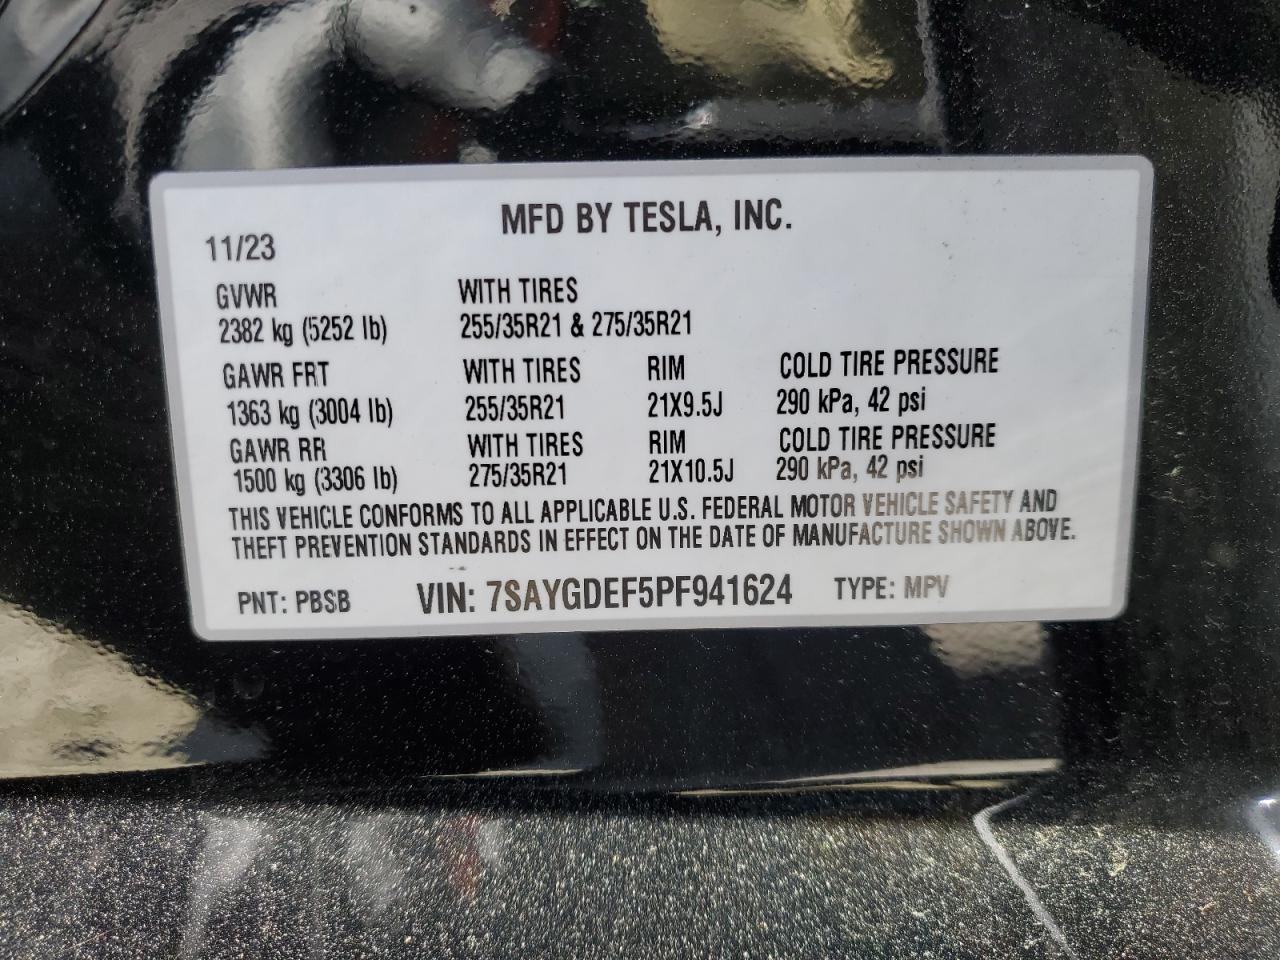 MFD BY TESLA, INC.
11/23
GVWR WITH TIRES
2382 kg (5252 lb) 255/35R21 & 275/35R21
GAWR FRT WITH TIRES RIM COLD TIRE PRESSURE
1363 kg (3004 lb) 255/35R21 21X9.5J 290 kPa, 42 psi
GAWR RR WITH TIRES RIM COLD TIRE PRESSURE
1500 kg (3306 lb) 275/35R21 21X10.5J 290 kPa, 42 psi
THIS VEHICLE CONFORMS TO ALL APPLICABLE U.S. FEDERAL MOTOR VEHICLE SAFETY AND
THEFT PREVENTION STANDARDS IN EFFECT ON THE DATE OF MANUFACTURE SHOWN ABOVE.
PNT: PBSB VIN: 7SAYGDEF5PF941624 TYPE: MPV